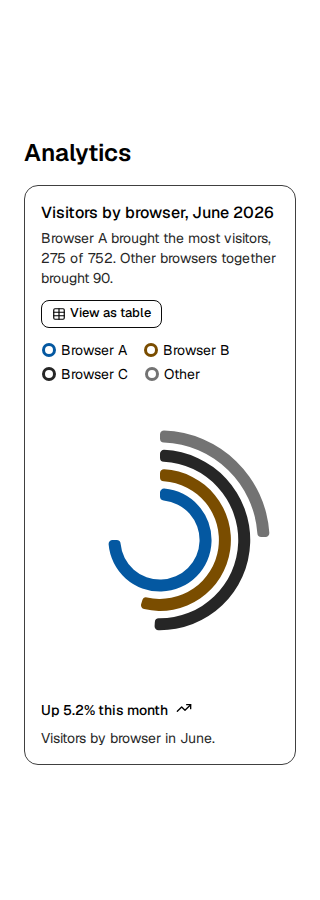 Analytics
Visitors by browser, June 2026
Browser A brought the most visitors,
275 of 752. Other browsers together
brought 90.
View as table
Browser A
Browser B
Browser C
Other
Up 5.2% this month
Visitors by browser in June.